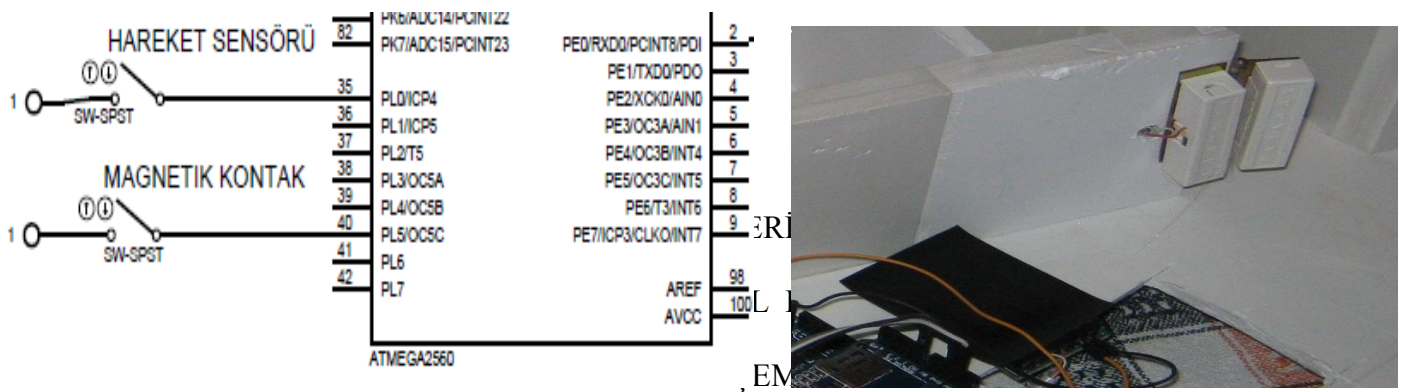 PK6/ADC14/PCINT22
82 PK7/ADC15/PCINT23
HAREKET SENSÖRÜ
1
SW-SPST
35 PL0/ICP4
36 PL1/ICP5
37 PL2/T5
38 PL3/OC5A
39 PL4/OC5B
40 PL5/OC5C
41 PL6
42 PL7
MAGNETIK KONTAK
1
SW-SPST
PE0/RXD0/PCINT8/PDI 2
PE1/TXD0/PDO 3
PE2/XCK0/AIN0 4
PE3/OC3A/AIN1 5
PE4/OC3B/INT4 6
PE5/OC3C/INT5 7
PE6/T3/INT6 8
PE7/ICP3/CLKO/INT7 9
AREF 98
AVCC 100
ATMEGA2560
ERİ
L
EM